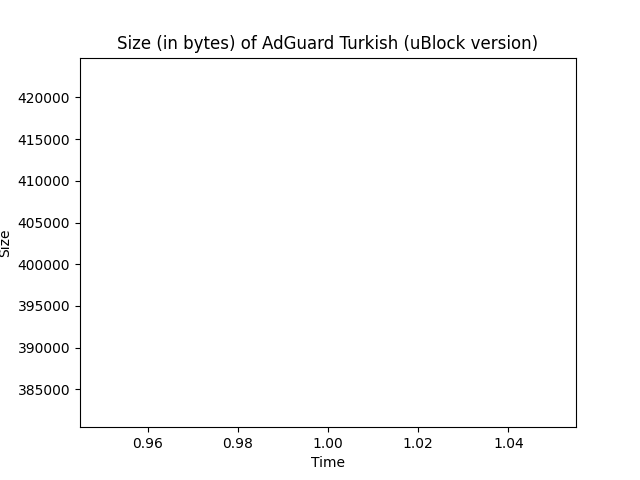 Size (in bytes) of AdGuard Turkish (uBlock version)
420000
415000
410000
405000
400000
395000
390000
385000
Size
0.96 0.98 1.00 1.02 1.04
Time